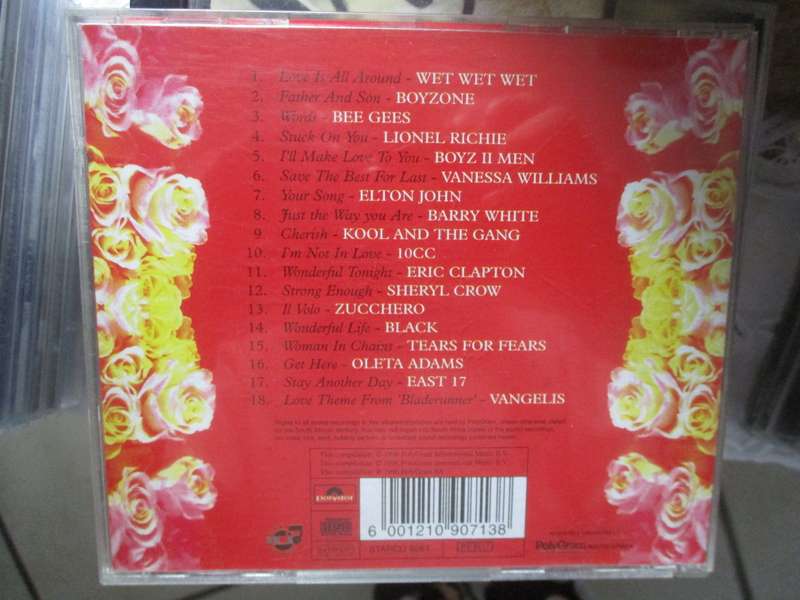 1. Love Is All Around - WET WET WET
2. Father And Son - BOYZONE
3. Words - BEE GEES
4. Stuck On You - LIONEL RICHIE
5. I'll Make Love To You - BOYZ II MEN
6. Save The Best For Last - VANESSA WILLIAMS
7. Your Song - ELTON JOHN
8. Just the Way you Are - BARRY WHITE
9. Cherish - KOOL AND THE GANG
10. I'm Not In Love - 10CC
11. Wonderful Tonight - ERIC CLAPTON
12. Strong Enough - SHERYL CROW
13. Il Volo - ZUCCHERO
14. Wonderful Life - BLACK
15. Woman In Chains - TEARS FOR FEARS
16. Get Here - OLETA ADAMS
17. Stay Another Day - EAST 17
18. Love Theme From 'Bladerunner' - VANGELIS
Polydor
6 001210 907138
PolyGram